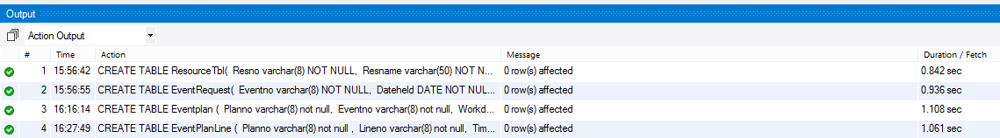 Output
Action Output
# Time Action Message Duration / Fetch
1 15:56:42 CREATE TABLE ResourceTbl( Resno varchar(8) NOT NULL, Resname varchar(50) NOT N... 0 row(s) affected 0.842 sec
2 15:56:55 CREATE TABLE EventRequest( Eventno varchar(8) NOT NULL, Dateheld DATE NOT NUL... 0 row(s) affected 0.936 sec
3 16:16:14 CREATE TABLE Eventplan ( Planno varchar(8) not null, Eventno varchar(8) not null, Workd... 0 row(s) affected 1.108 sec
4 16:27:49 CREATE TABLE EventPlanLine ( Planno varchar(8) not null , Lineno varchar(8) not null, Tim... 0 row(s) affected 1.061 sec